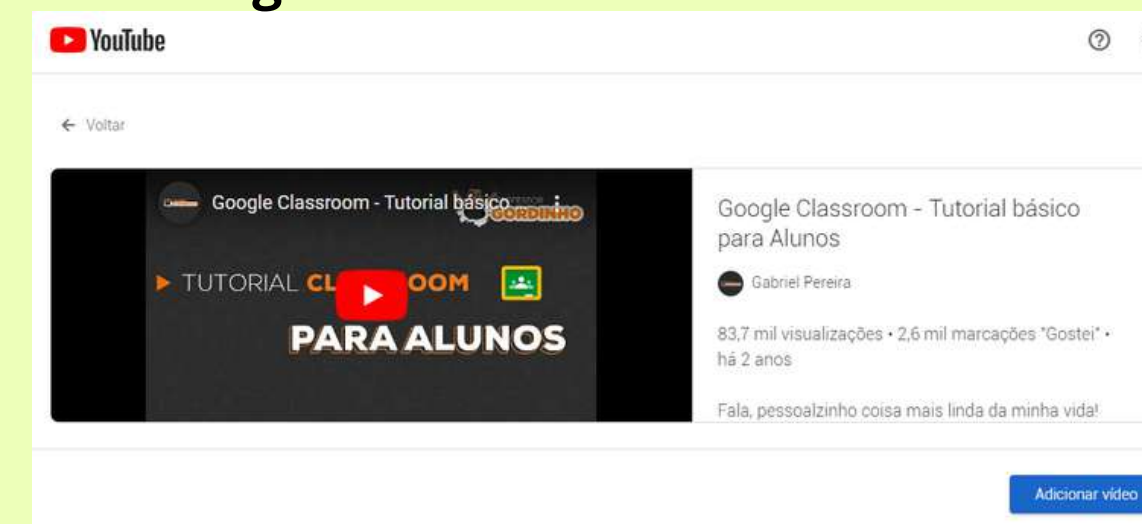 YouTube
← Voltar
Google Classroom - Tutorial básico
GORDINHO
▶ TUTORIAL CL OOM
PARA ALUNOS
Google Classroom - Tutorial básico
para Alunos
Gabriel Pereira
83,7 mil visualizações • 2,6 mil marcações "Gostei" •
há 2 anos
Fala, pessoalzinho coisa mais linda da minha vida!
Adicionar vídeo